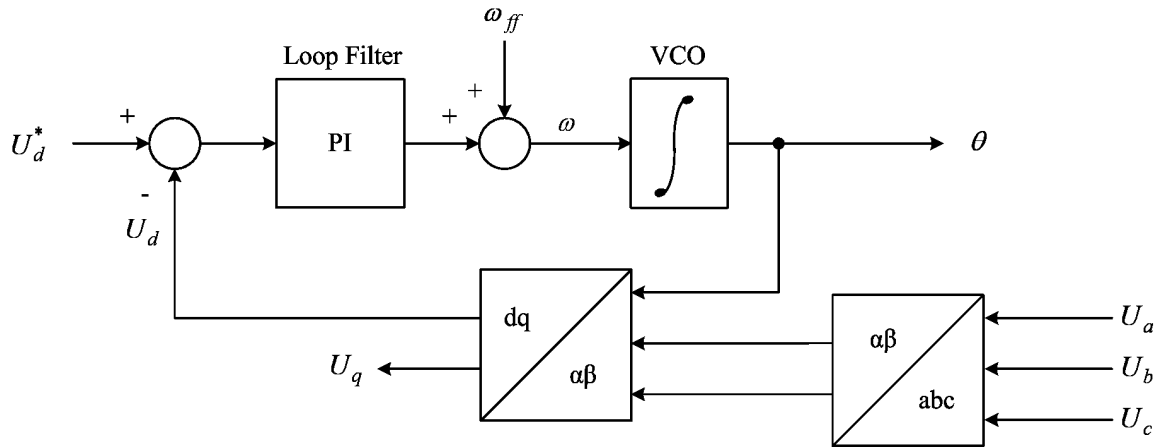 ω_ff
Loop Filter
VCO
+
+
+
U_d^*
PI
ω
θ
-
U_d
dq
αβ
U_q
αβ
abc
U_a
U_b
U_c